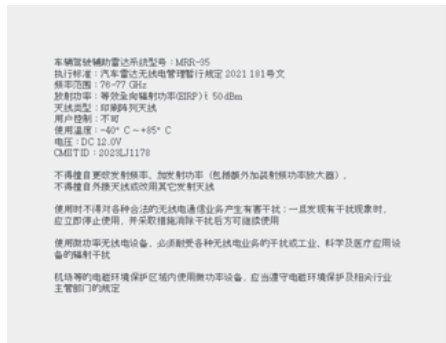 车辆驾驶辅助雷达系统型号：MRR-35
执行标准：汽车雷达无线电管理暂行规定 2021 181号文
频率范围：76-77 GHz
放射功率：等效全向辐射功率(EIRP) ≤ 50 dBm
天线类型：印刷阵列天线
用户控制：不可
使用温度：-40° C ~ +85° C
电压：DC 12.0V
CMIIT ID：2023LJ1178
不得擅自更改发射频率、加发射功率（包括额外加装射频功率放大器），
不得擅自外接天线或改用其它发射天线
使用时不得对各种合法的无线电通信业务产生有害干扰；一旦发现有干扰现象时，
应立即停止使用，并采取措施消除干扰后方可继续使用
使用微功率无线电设备，必须耐受各种无线电业务的干扰或工业、科学及医疗应用设
备的辐射干扰
机场等的电磁环境保护区域内使用微功率设备，应当遵守电磁环境保护及相关行业
主管部门的规定